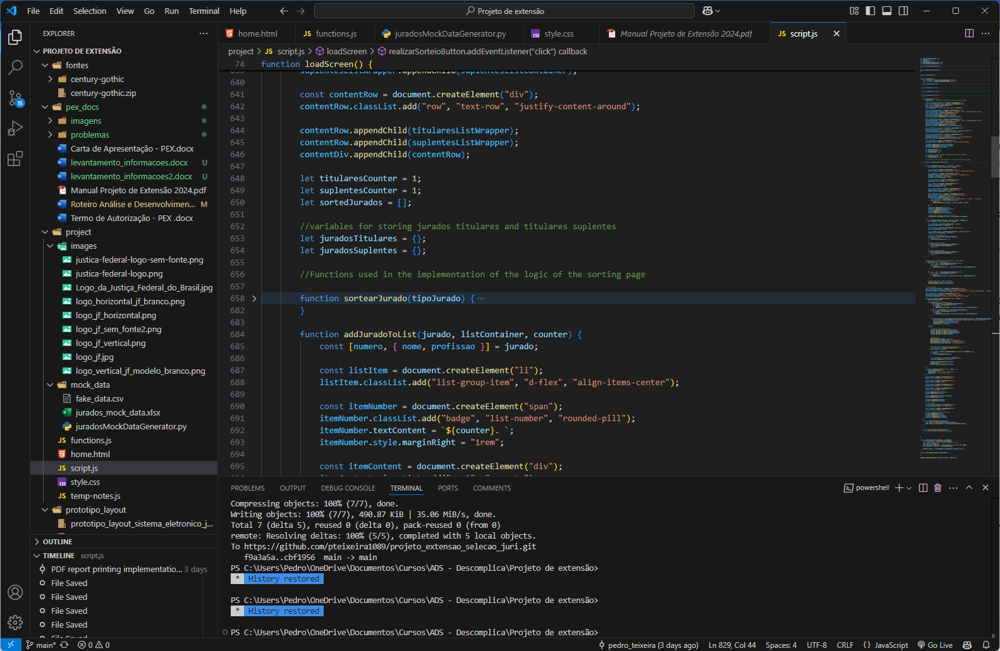 File Edit Selection View Go Run Terminal Help Projeto de extensão
EXPLORER
PROJETO DE EXTENSÃO
fontes
century-gothic
century-gothic.zip
pex_docs
imagens
problemas
Carta de Apresentação - PEX.docx
levantamento_informacoes.docx U
levantamento_informacoes2.docx U
Manual Projeto de Extensão 2024.pdf
Roteiro Análise e Desenvolvimen... M
Termo de Autorização - PEX .docx
project
images
justica-federal-logo-sem-fonte.png
justica-federal-logo.png
Logo_da_Justiça_Federal_do_Brasil.jpg
logo_horizontal_jf_branco.png
logo_jf_horizontal.png
logo_jf_sem_fonte2.png
logo_jf_vertical.png
logo_jf.jpg
logo_vertical_jf_modelo_branco.png
mock_data
fake_data.csv
jurados_mock_data.xlsx
juradosMockDataGenerator.py
JS functions.js
home.html
JS script.js
css style.css
JS temp-notes.js
prototipo_layout
prototipo_layout_sistema_eletronico_j...
OUTLINE
TIMELINE script.js
PDF report printing implementatio... 3 days
File Saved
File Saved
File Saved
File Saved
File Saved
15
home.html JS functions.js juradosMockDataGenerator.py css style.css Manual Projeto de Extensão 2024.pdf JS script.js
project > JS script.js > loadScreen > realizarSorteioButton.addEventListener("click") callback
74 function loadScreen() {
639 suplentesListWrapper.appendChild(suplentesListContainer);
640
641 const contentRow = document.createElement("div");
642 contentRow.classList.add("row", "text-row", "justify-content-around");
643
644 contentRow.appendChild(titularesListWrapper);
645 contentRow.appendChild(suplentesListWrapper);
646 contentDiv.appendChild(contentRow);
647
648 let titularesCounter = 1;
649 let suplentesCounter = 1;
650 let sortedJurados = [];
651
652 //variables for storing jurados titulares and titulares suplentes
653 let juradosTitulares = {};
654 let juradosSuplentes = {};
655
656 //Functions used in the implementation of the logic of the sorting page
657
658 function sortearJurado(tipoJurado) { ···
682 }
683
684 function addJuradoToList(jurado, listContainer, counter) {
685 const [numero, { nome, profissao }] = jurado;
686
687 const listItem = document.createElement("li");
688 listItem.classList.add("list-group-item", "d-flex", "align-items-center");
689
690 const itemNumber = document.createElement("span");
691 itemNumber.classList.add("badge", "list-number", "rounded-pill");
692 itemNumber.textContent = `${counter}. `;
693 itemNumber.style.marginRight = "1rem";
694
695 const itemContent = document.createElement("div");
PROBLEMS OUTPUT DEBUG CONSOLE TERMINAL PORTS COMMENTS powershell
Compressing objects: 100% (7/7), done.
Writing objects: 100% (7/7), 490.87 KiB | 35.06 MiB/s, done.
Total 7 (delta 5), reused 0 (delta 0), pack-reused 0 (from 0)
remote: Resolving deltas: 100% (5/5), completed with 5 local objects.
To https://github.com/pteixeira1089/projeto_extensao_selecao_juri.git
f9a3a5a..cbf1956 main -> main
PS C:\Users\Pedro\OneDrive\Documentos\Cursos\ADS - Descomplica\Projeto de extensão>
* History restored
PS C:\Users\Pedro\OneDrive\Documentos\Cursos\ADS - Descomplica\Projeto de extensão>
* History restored
PS C:\Users\Pedro\OneDrive\Documentos\Cursos\ADS - Descomplica\Projeto de extensão>
main* 0 0 pedro_teixeira (3 days ago) Ln 829, Col 44 Spaces: 4 UTF-8 CRLF {} JavaScript Go Live